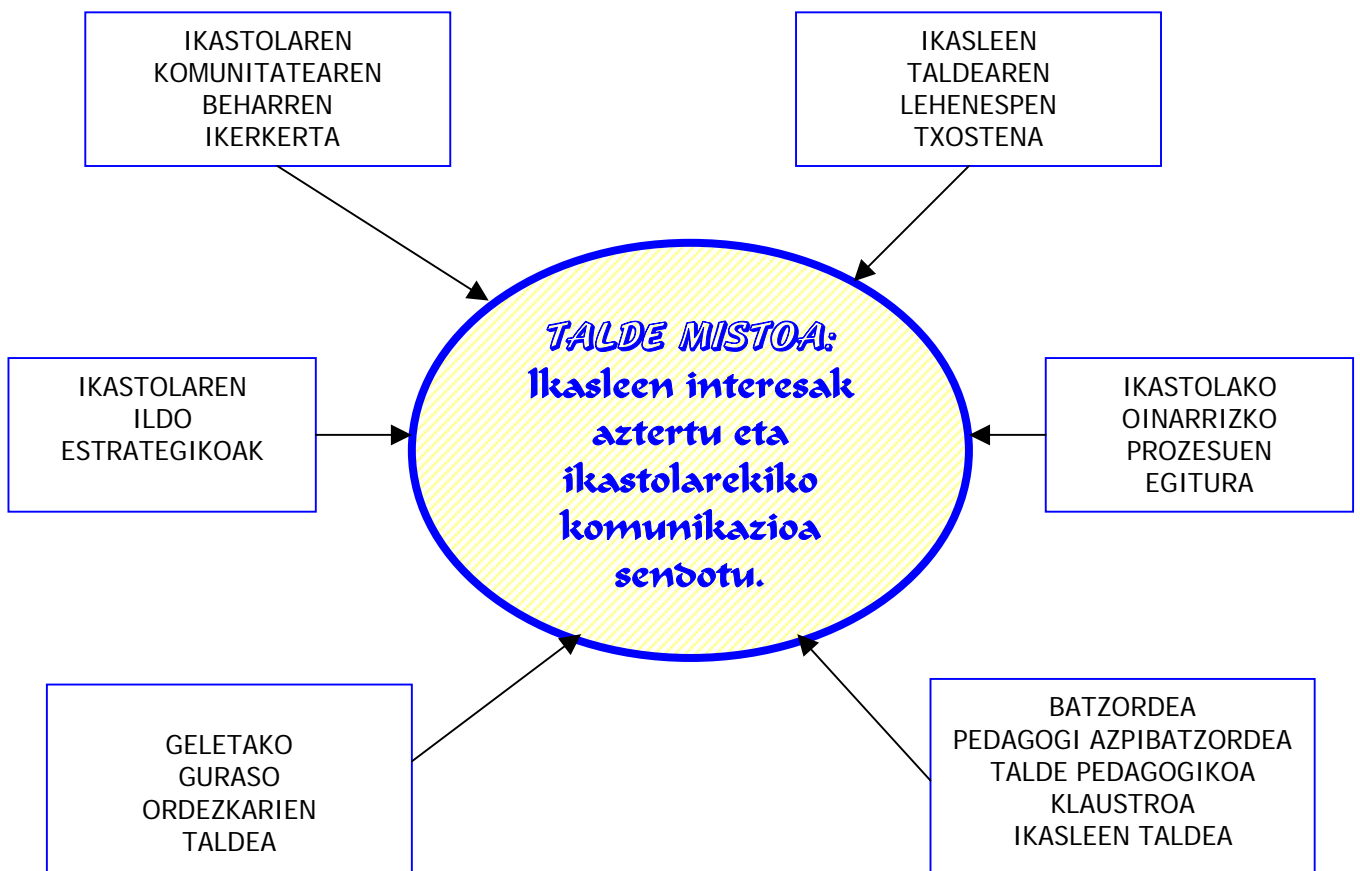 IKASTOLAREN
KOMUNITATEAREN
BEHARREN
IKERKERTA
IKASLEEN
TALDEAREN
LEHENESPEN
TXOSTENA
TALDE MISTOA:
Ikasleen interesak
aztertu eta
ikastolarekiko
komunikazioa
sendotu.
IKASTOLAREN
ILDO
ESTRATEGIKOAK
IKASTOLAKO
OINARRIZKO
PROZESUEN
EGITURA
GELETAKO
GURASO
ORDEZKARIEN
TALDEA
BATZORDEA
PEDAGOGI AZPIBATZORDEA
TALDE PEDAGOGIKOA
KLAUSTROA
IKASLEEN TALDEA